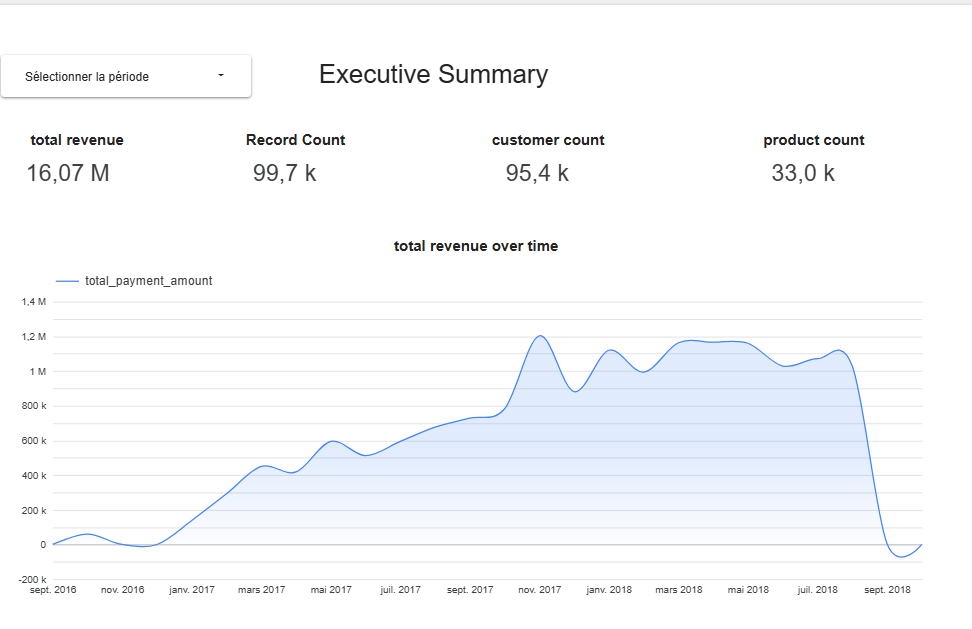 Sélectionner la période
Executive Summary
total revenue
Record Count
customer count
product count
16,07 M
99,7 k
95,4 k
33,0 k
total revenue over time
total_payment_amount
1,4 M
1,2 M
1 M
800 k
600 k
400 k
200 k
0
-200 k
sept. 2016
nov. 2016
janv. 2017
mars 2017
mai 2017
juil. 2017
sept. 2017
nov. 2017
janv. 2018
mars 2018
mai 2018
juil. 2018
sept. 2018